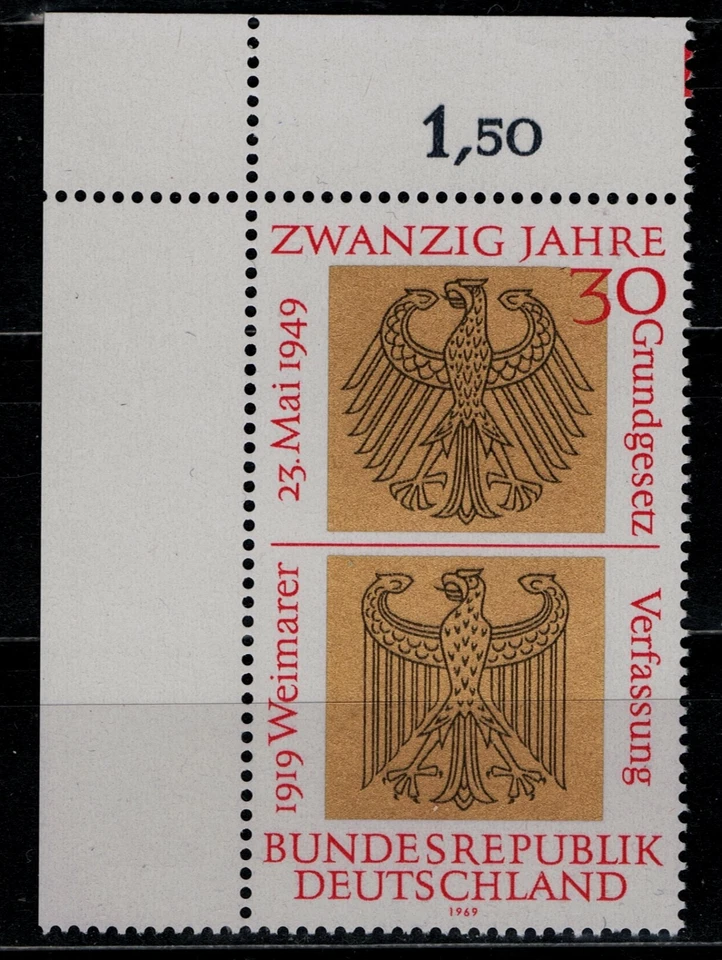 1,50
ZWANZIG JAHRE
30
23. Mai 1949
Grundgesetz
1919 Weimarer
Verfassung
BUNDESREPUBLIK
DEUTSCHLAND
1969